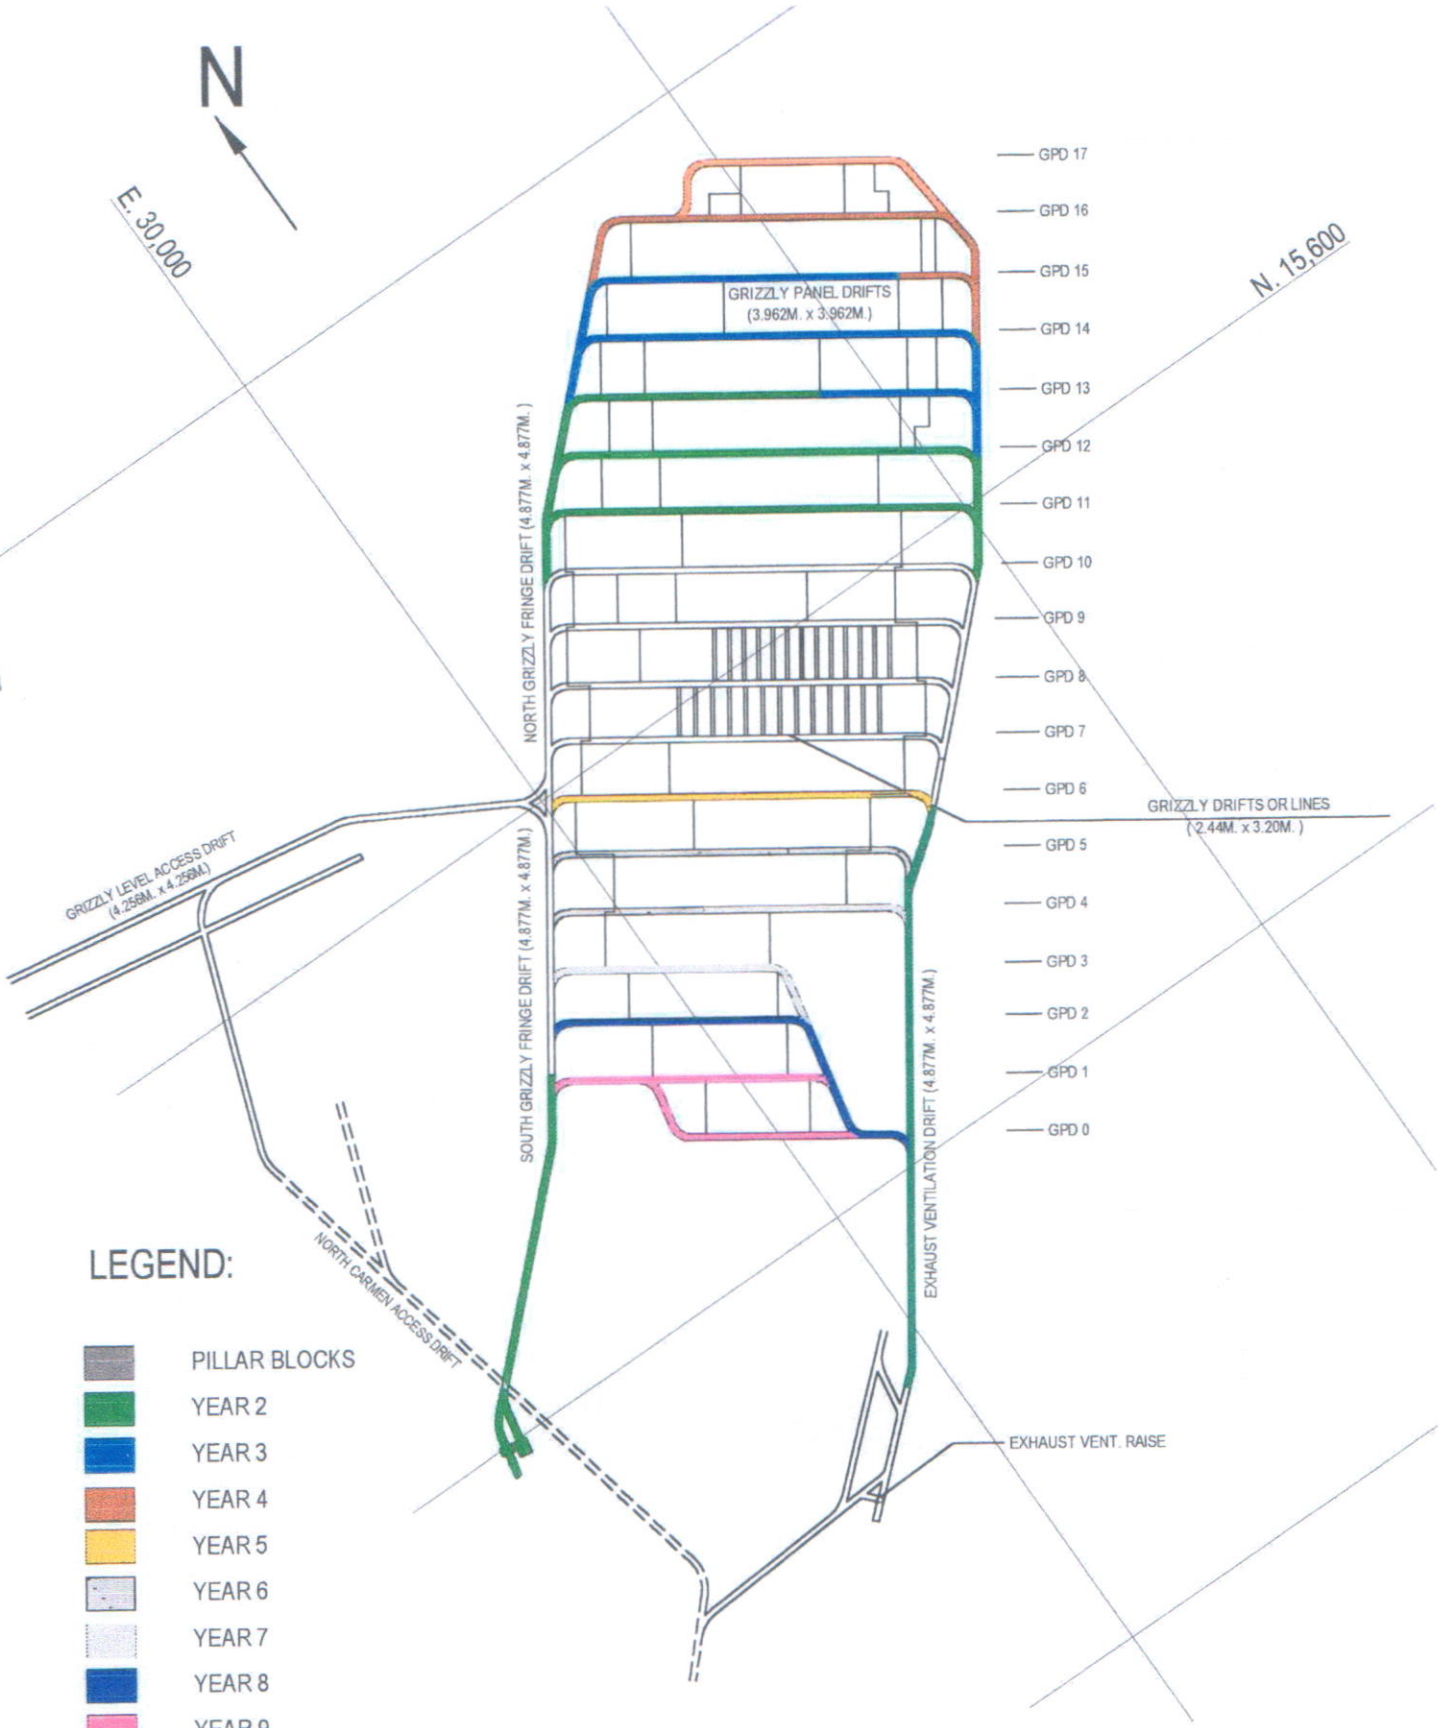 N
E. 30,000
N. 15,600
GPD 17
GPD 16
GPD 15
GRIZZLY PANEL DRIFTS
(3.962M. x 3.962M.)
GPD 14
GPD 13
GPD 12
GPD 11
GPD 10
GPD 9
GPD 8
GPD 7
GPD 6
GPD 5
GPD 4
GPD 3
GPD 2
GPD 1
GPD 0
NORTH GRIZZLY FRINGE DRIFT (4.877M. x 4.877M. )
GRIZZLY DRIFTS OR LINES
( 2.44M. x 3.20M. )
GRIZZLY LEVEL ACCESS DRIFT
(4.256M. x 4.256M.)
SOUTH GRIZZLY FRINGE DRIFT (4.877M. x 4.877M.)
EXHAUST VENTILATION DRIFT (4.877M. x 4.877M.)
NORTH CARMEN ACCESS DRIFT
EXHAUST VENT. RAISE
LEGEND:
PILLAR BLOCKS
YEAR 2
YEAR 3
YEAR 4
YEAR 5
YEAR 6
YEAR 7
YEAR 8
YEAR 9